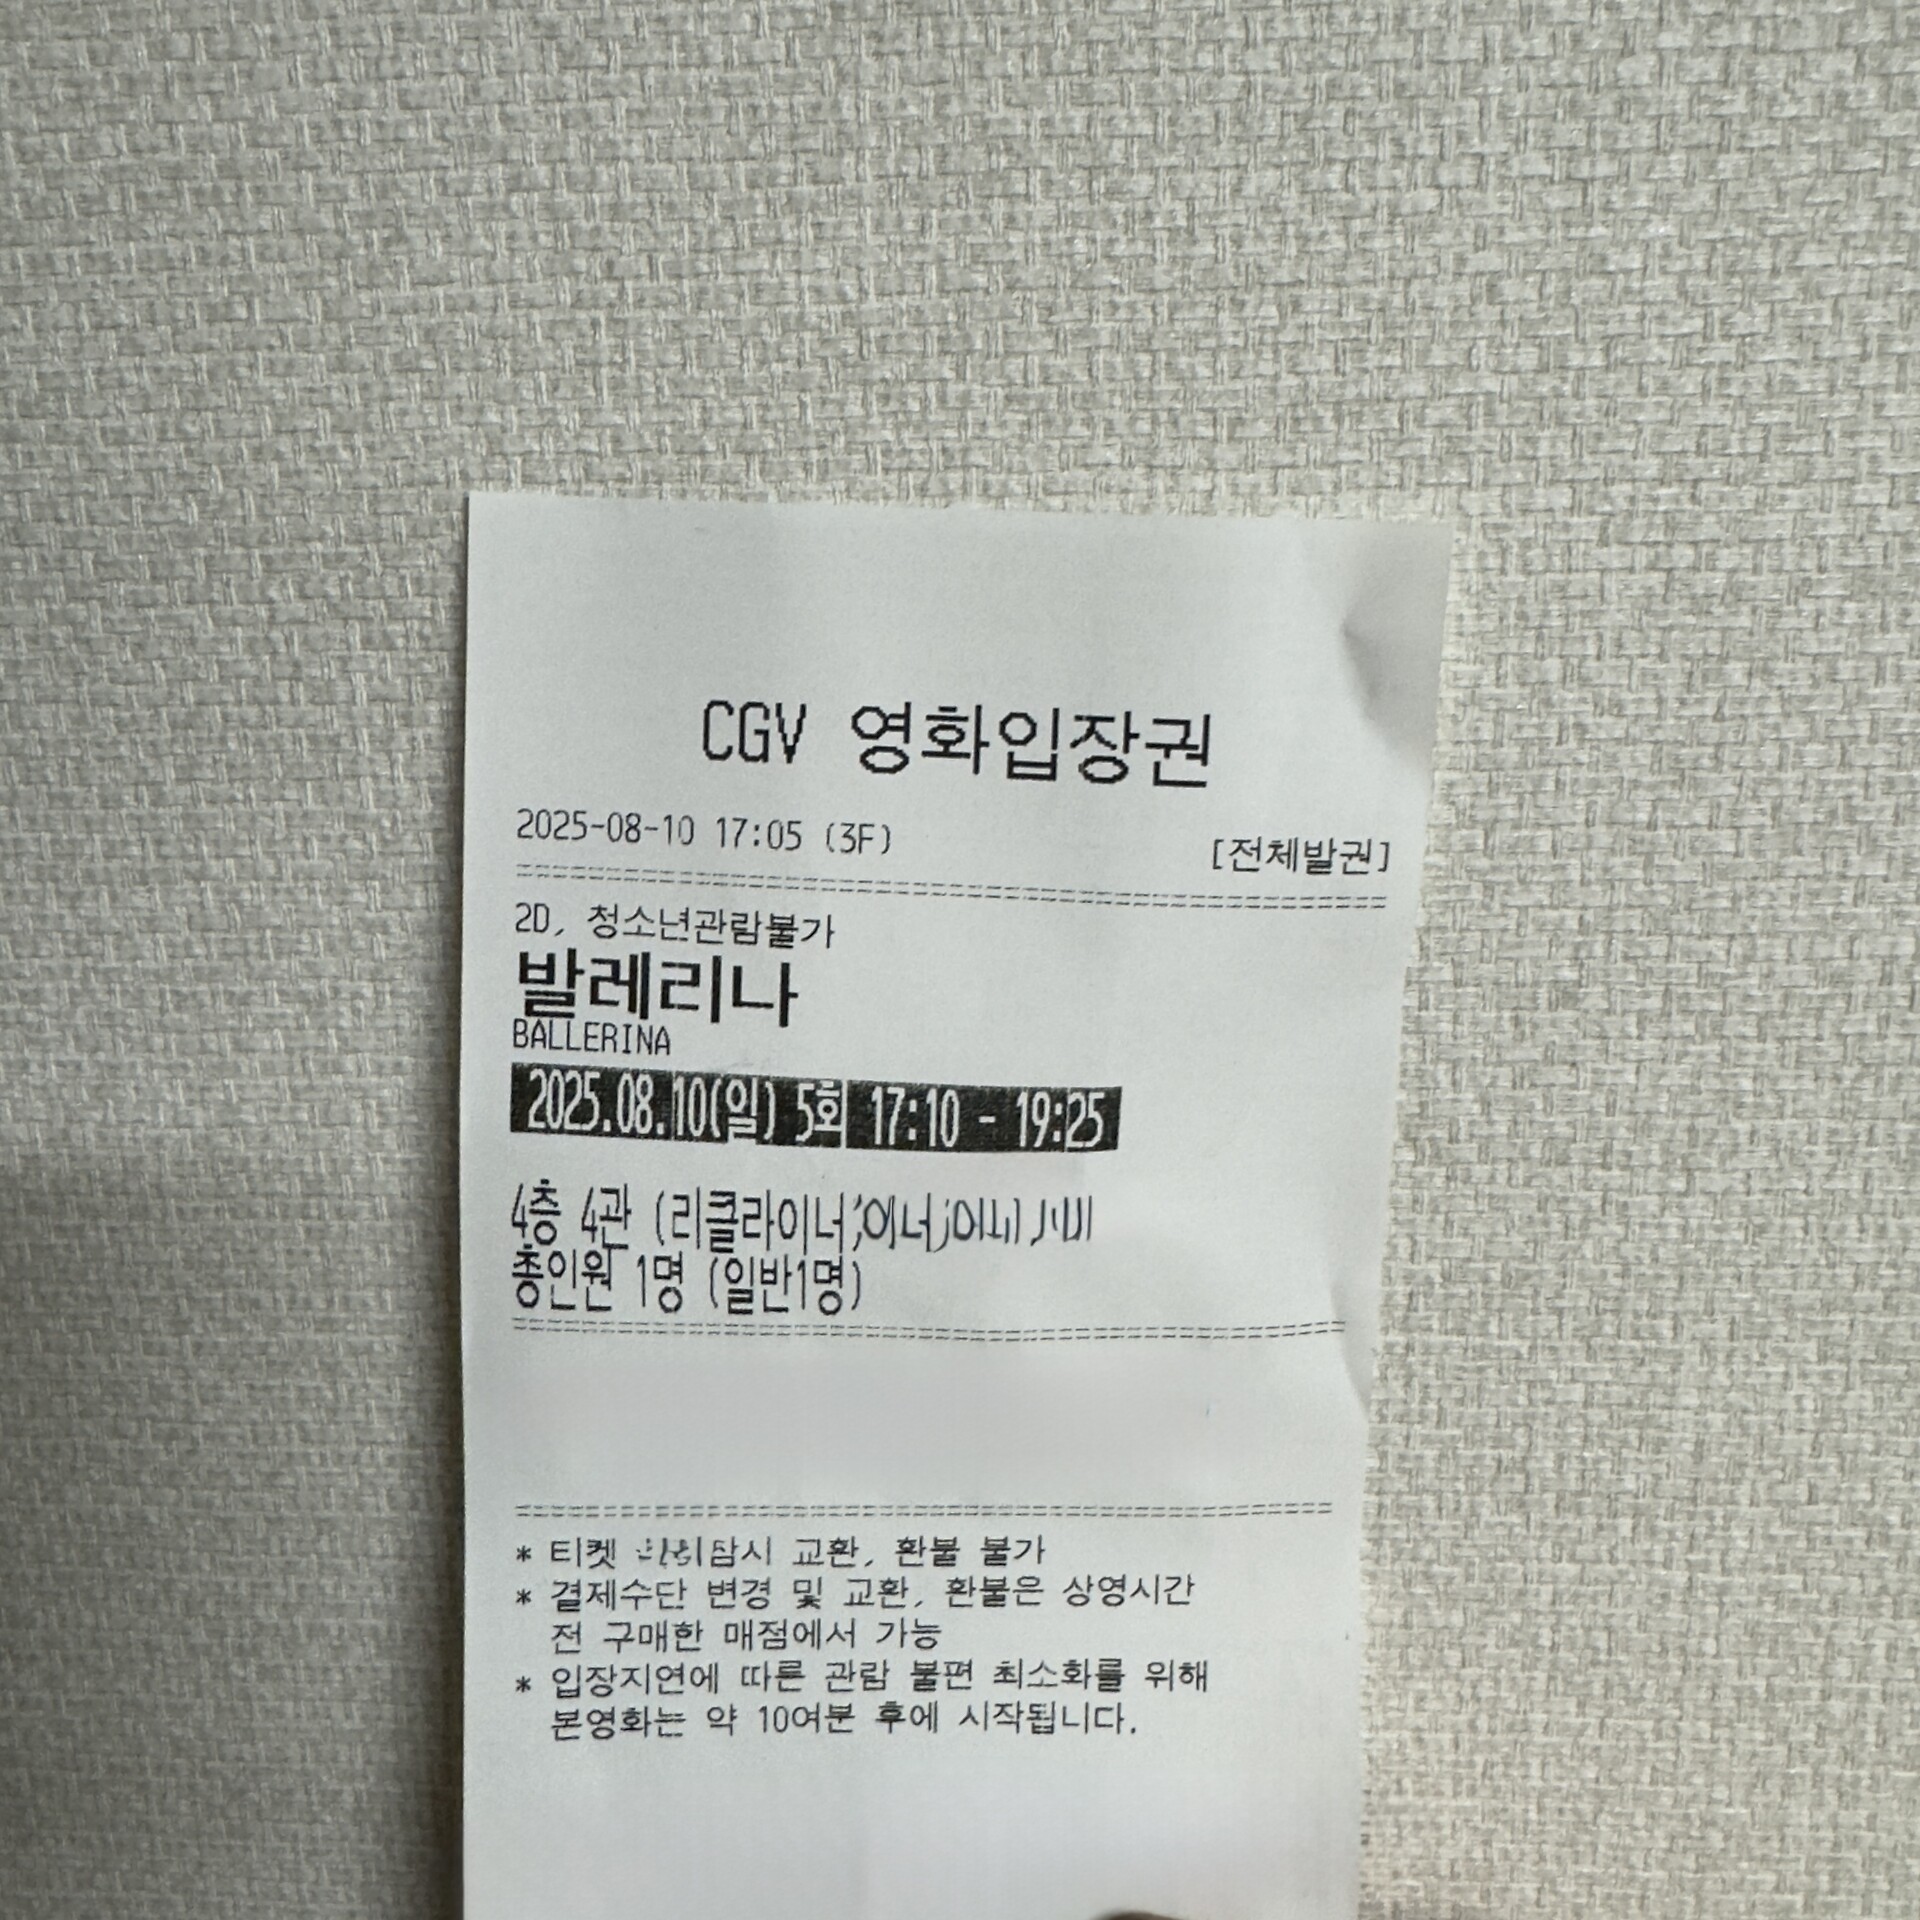 CGV 영화입장권
2025-08-10 17:05 (3F)
[전체발권]
2D, 청소년관람불가
발레리나
BALLERINA
2025.08.10(일) 5회 17:10 - 19:25
4층 4관 (리클라이너
총인원 1명 (일반1명)
* 티켓 교환, 환불 불가
* 결제수단 변경 및 교환, 환불은 상영시간
전 구매한 매점에서 가능
* 입장지연에 따른 관람 불편 최소화를 위해
본영화는 약 10여분 후에 시작됩니다.